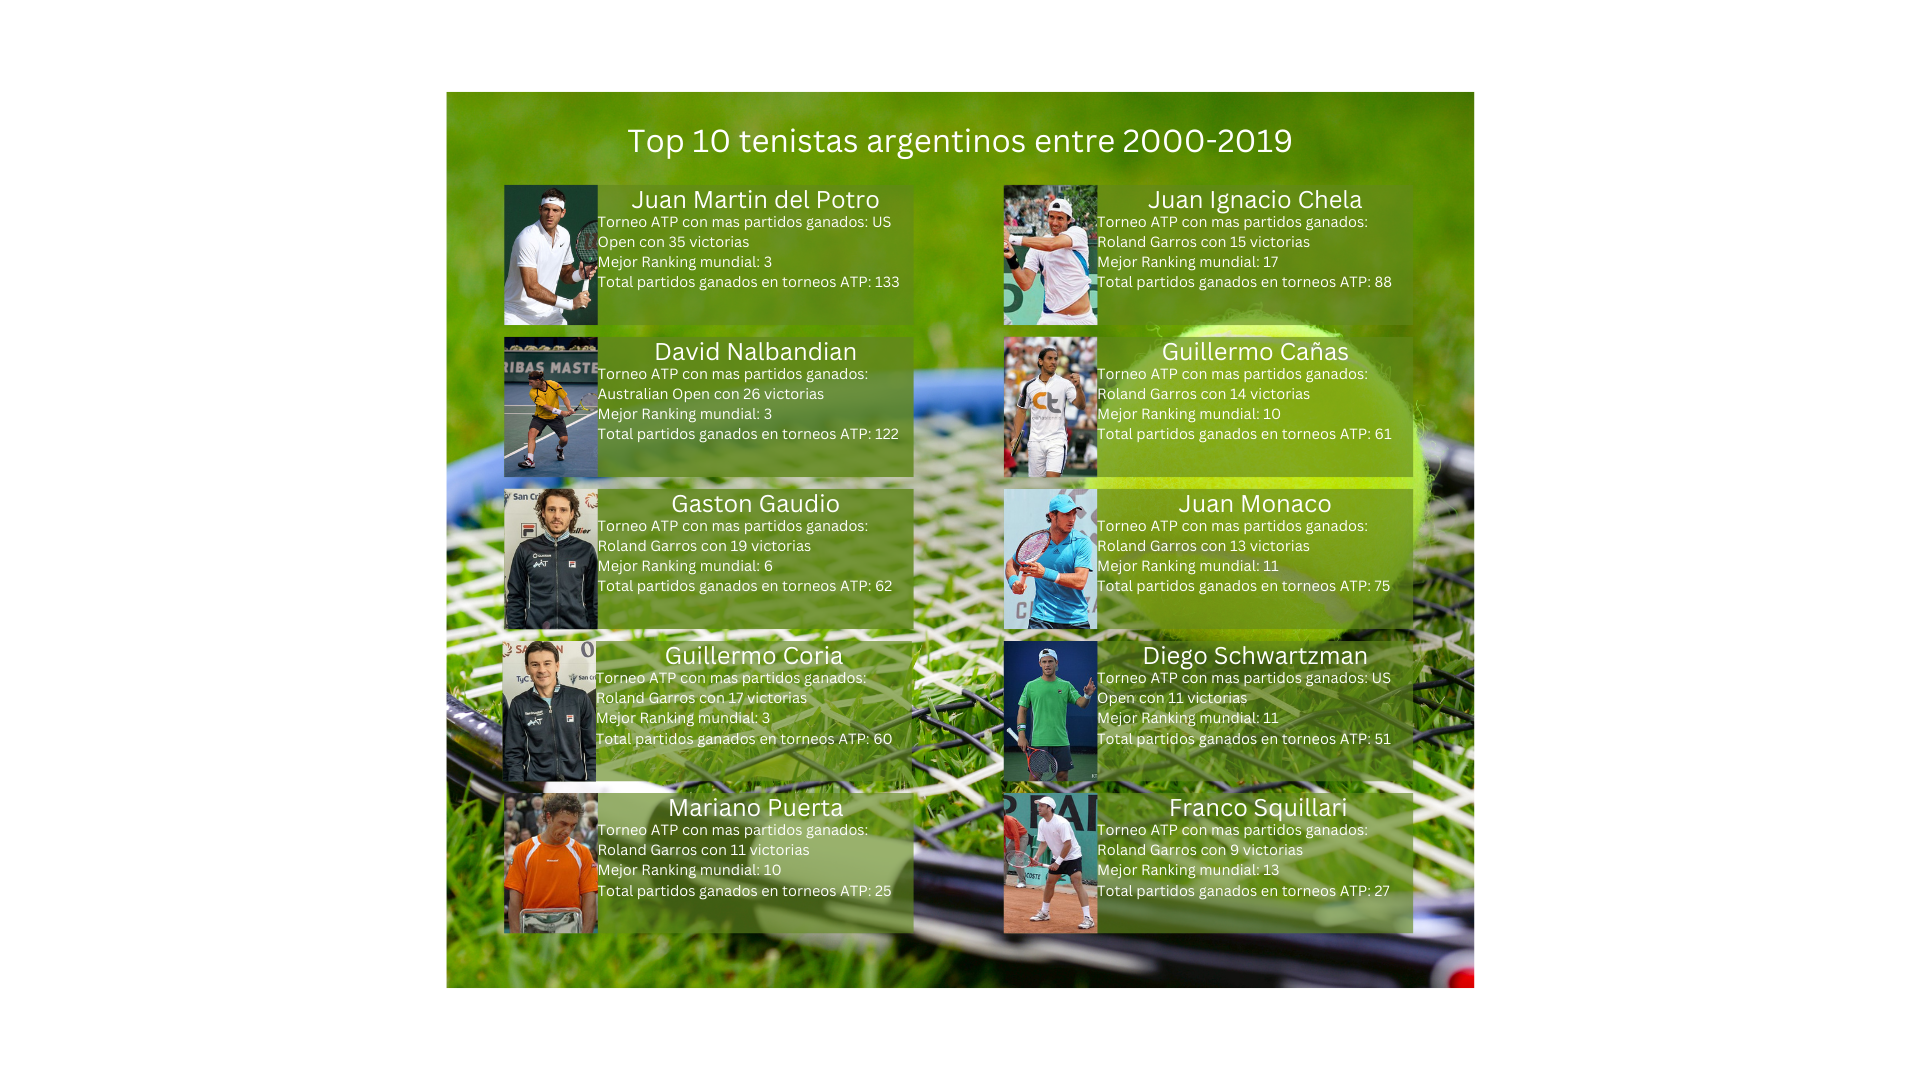 Top 10 tenistas argentinos entre 2000-2019
Juan Martin del Potro
Torneo ATP con mas partidos ganados: US
Open con 35 victorias
Mejor Ranking mundial: 3
Total partidos ganados en torneos ATP: 133
David Nalbandian
Torneo ATP con mas partidos ganados:
Australian Open con 26 victorias
Mejor Ranking mundial: 3
Total partidos ganados en torneos ATP: 122
RIBAS MASTE
Gaston Gaudio
Torneo ATP con mas partidos ganados:
Roland Garros con 19 victorias
Mejor Ranking mundial: 6
Total partidos ganados en torneos ATP: 62
San Cri
Guillermo Coria
Torneo ATP con mas partidos ganados:
Roland Garros con 17 victorias
Mejor Ranking mundial: 3
Total partidos ganados en torneos ATP: 60
TyC
San Cri
Mariano Puerta
Torneo ATP con mas partidos ganados:
Roland Garros con 11 victorias
Mejor Ranking mundial: 10
Total partidos ganados en torneos ATP: 25
Juan Ignacio Chela
Torneo ATP con mas partidos ganados:
Roland Garros con 15 victorias
Mejor Ranking mundial: 17
Total partidos ganados en torneos ATP: 88
Guillermo Cañas
Torneo ATP con mas partidos ganados:
Roland Garros con 14 victorias
Mejor Ranking mundial: 10
Total partidos ganados en torneos ATP: 61
ct
Juan Monaco
Torneo ATP con mas partidos ganados:
Roland Garros con 13 victorias
Mejor Ranking mundial: 11
Total partidos ganados en torneos ATP: 75
Diego Schwartzman
Torneo ATP con mas partidos ganados: US
Open con 11 victorias
Mejor Ranking mundial: 11
Total partidos ganados en torneos ATP: 51
Franco Squillari
Torneo ATP con mas partidos ganados:
Roland Garros con 9 victorias
Mejor Ranking mundial: 13
Total partidos ganados en torneos ATP: 27